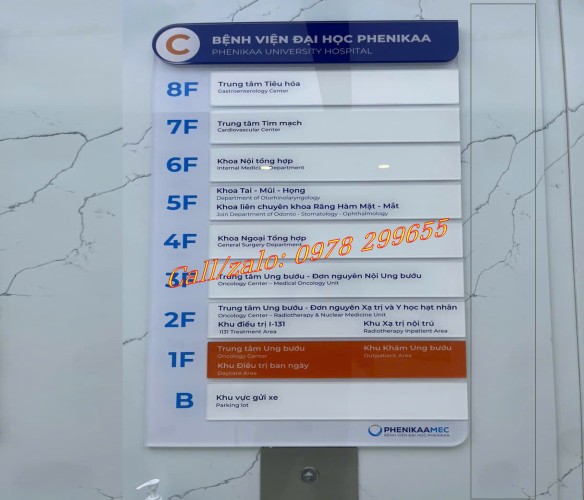 C
BỆNH VIỆN ĐẠI HỌC PHENIKAA
PHENIKAA UNIVERSITY HOSPITAL
8F
Trung tâm Tiêu hóa
Gastroenterology Center
7F
Trung tâm Tim mạch
Cardiovascular Center
6F
Khoa Nội tổng hợp
Internal Medicine Department
5F
Khoa Tai - Mũi - Họng
Department of Otorhinolaryngology
Khoa liên chuyên khoa Răng Hàm Mặt - Mắt
Join Department of Odonto - Stomatology - Ophthalmology
4F
Khoa Ngoại Tổng hợp
General Surgery Department
Call/zalo: 0978 299655
3F
Trung tâm Ung bướu - Đơn nguyên Nội Ung bướu
Oncology Center – Medical Oncology Unit
2F
Trung tâm Ung bướu - Đơn nguyên Xạ trị và Y học hạt nhân
Oncology Center – Radiotherapy & Nuclear Medicine Unit
Khu điều trị I-131
I131 Treatment Area
Khu Xạ trị nội trú
Radiotherapy Inpatient Area
1F
Trung tâm Ung bướu
Oncology Center
Khu Khám Ung bướu
Outpatient Area
Khu Điều trị ban ngày
Daycare Area
B
Khu vực gửi xe
Parking lot
PHENIKAAMEC
BỆNH VIỆN ĐẠI HỌC PHENIKAA